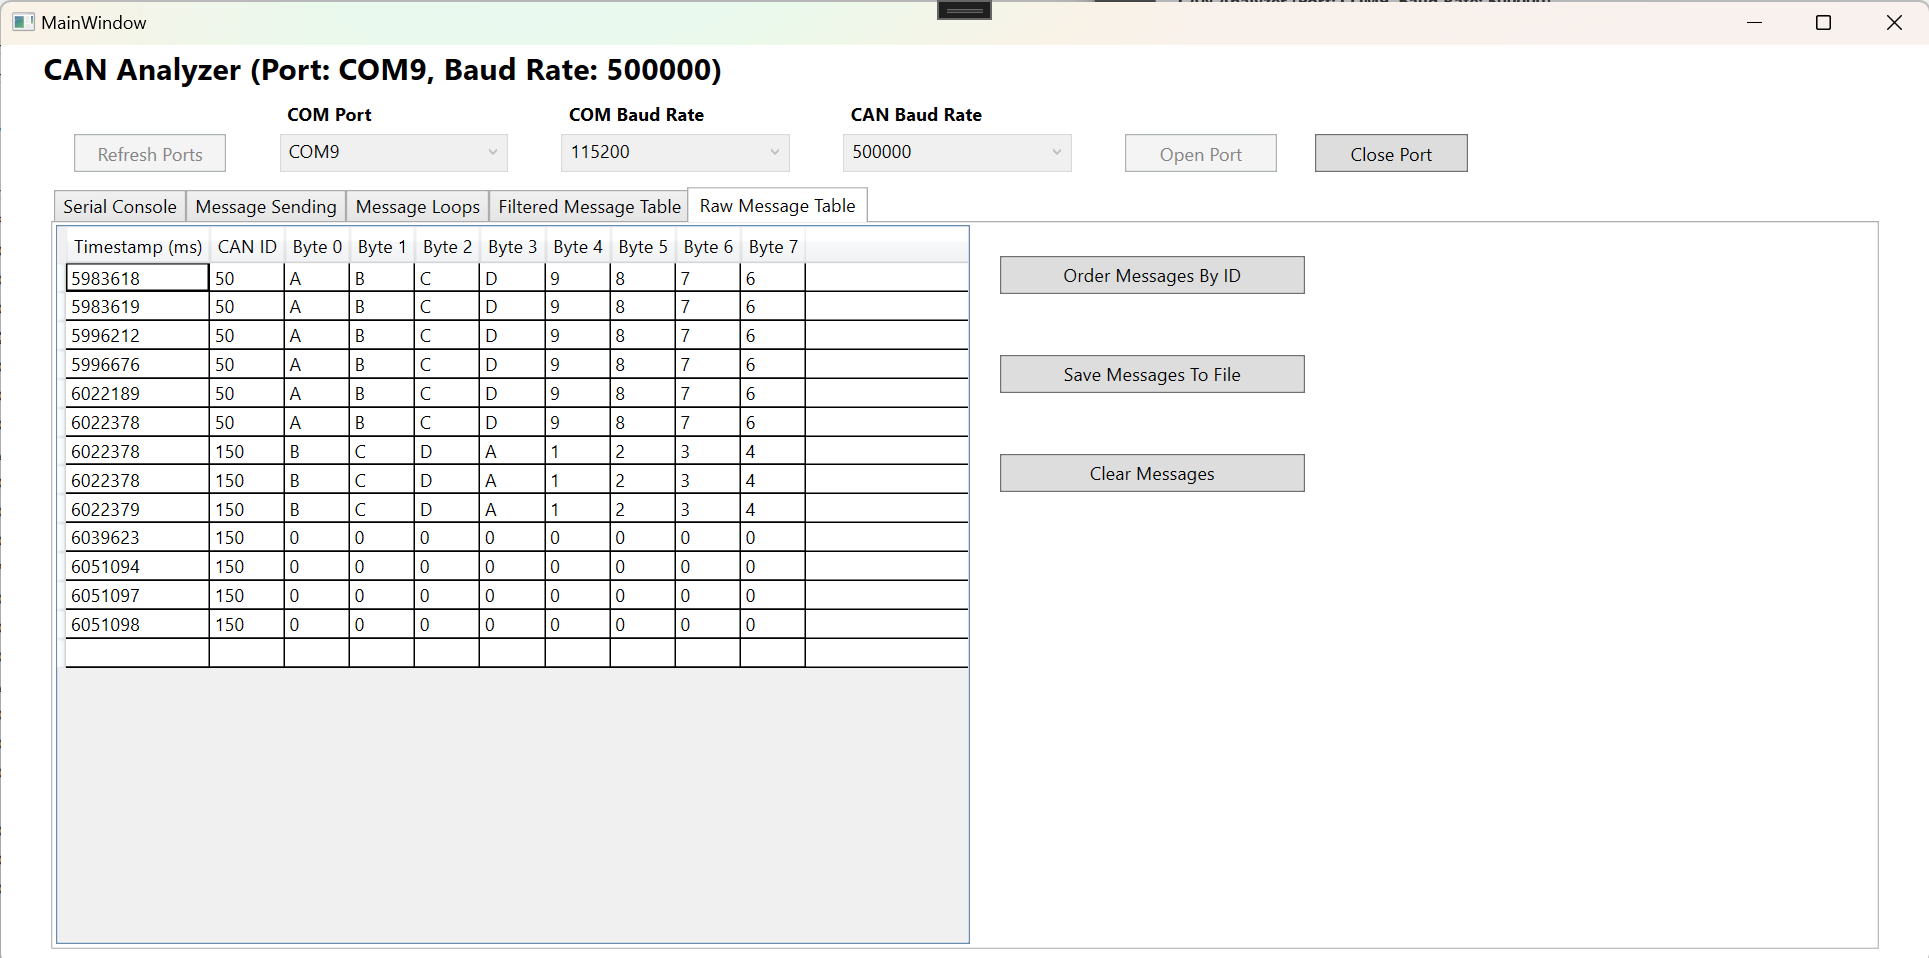 MainWindow
CAN Analyzer (Port: COM9, Baud Rate: 500000)
COM Port COM Baud Rate CAN Baud Rate
Refresh Ports COM9 115200 500000 Open Port Close Port
Serial Console Message Sending Message Loops Filtered Message Table Raw Message Table
Timestamp (ms) CAN ID Byte 0 Byte 1 Byte 2 Byte 3 Byte 4 Byte 5 Byte 6 Byte 7
5983618 50 A B C D 9 8 7 6
5983619 50 A B C D 9 8 7 6
5996212 50 A B C D 9 8 7 6
5996676 50 A B C D 9 8 7 6
6022189 50 A B C D 9 8 7 6
6022378 50 A B C D 9 8 7 6
6022378 150 B C D A 1 2 3 4
6022378 150 B C D A 1 2 3 4
6022379 150 B C D A 1 2 3 4
6039623 150 0 0 0 0 0 0 0 0
6051094 150 0 0 0 0 0 0 0 0
6051097 150 0 0 0 0 0 0 0 0
6051098 150 0 0 0 0 0 0 0 0
Order Messages By ID
Save Messages To File
Clear Messages